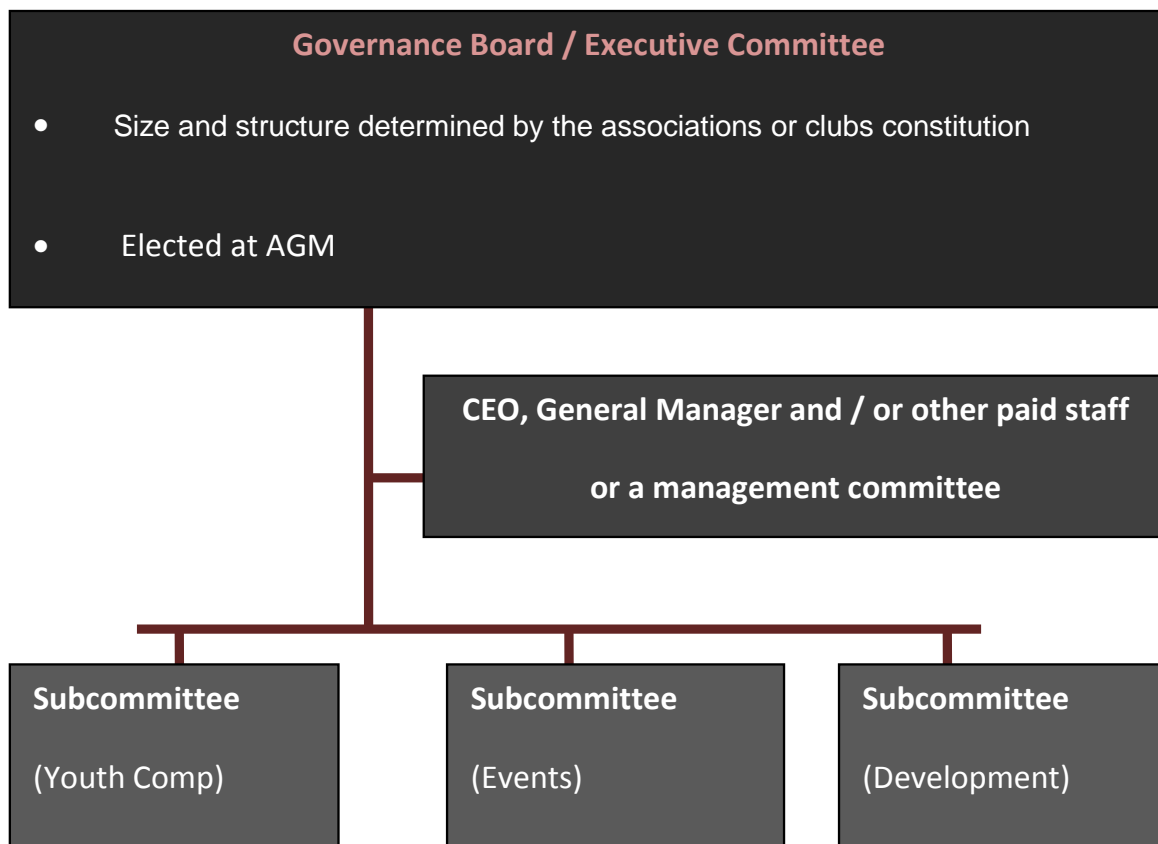 Governance Board / Executive Committee
• Size and structure determined by the associations or clubs constitution
• Elected at AGM
CEO, General Manager and / or other paid staff
or a management committee
Subcommittee
(Youth Comp)
Subcommittee
(Events)
Subcommittee
(Development)